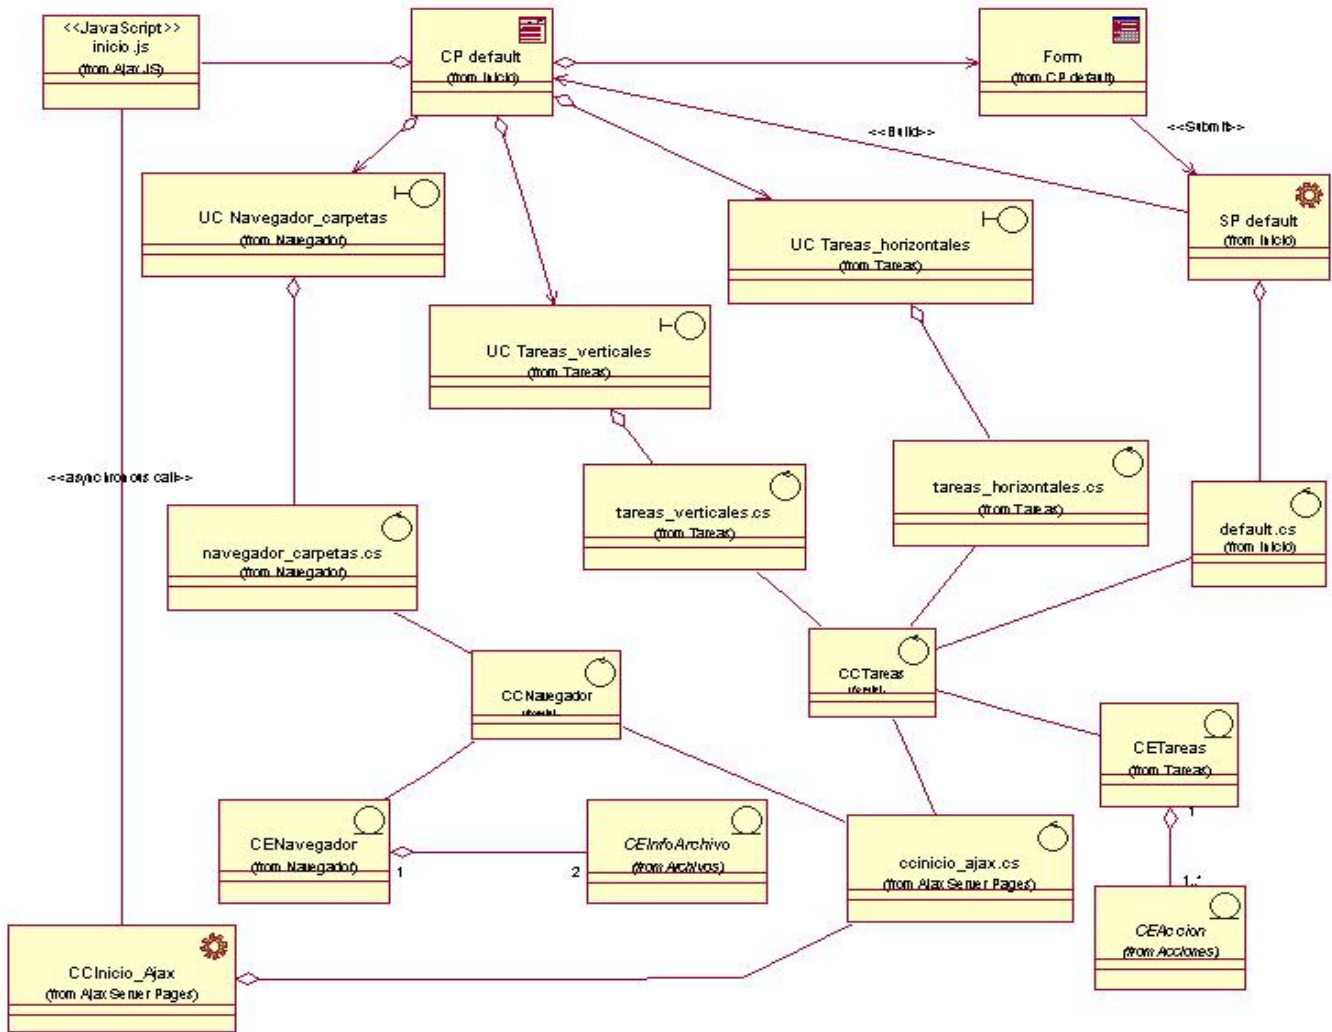 <<JavaScript>>
inicio.js
(from Ajax JS)
CP default
(from Inicio)
Form
(from CP default)
<<Build>>
<<Submit>>
UC Navegador_carpetas
(from Navegador)
UC Tareas_horizontales
(from Tareas)
SP default
(from Inicio)
UC Tareas_verticales
(from Tareas)
<<asynchronous call>>
navegador_carpetas.cs
(from Navegador)
tareas_verticales.cs
(from Tareas)
tareas_horizontales.cs
(from Tareas)
default.cs
(from Inicio)
CCNavegador
CCTareas
CETareas
(from Tareas)
1
1..*
CENavegador
(from Navegador)
1
2
CEInfoArchivo
(from Archivos)
ccinicio_ajax.cs
(from Ajax Server Pages)
CEAccion
(from Acciones)
CCInicio_Ajax
(from Ajax Server Pages)